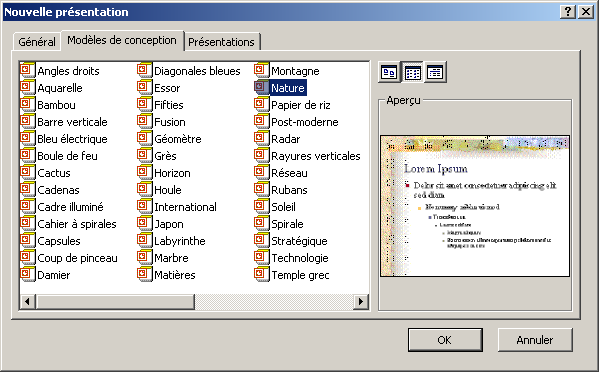 Nouvelle présentation
Général
Modèles de conception
Présentations
Angles droits
Aquarelle
Bambou
Barre verticale
Bleu électrique
Boule de feu
Cactus
Cadenas
Cadre illuminé
Cahier à spirales
Capsules
Coup de pinceau
Damier
Diagonales bleues
Essor
Fifties
Fusion
Géomètre
Grès
Horizon
Houle
International
Japon
Labyrinthe
Marbre
Matières
Montagne
Nature
Papier de riz
Post-moderne
Radar
Rayures verticales
Réseau
Rubans
Soleil
Spirale
Stratégique
Technologie
Temple grec
Aperçu
Lorem Ipsum
Dolor sit amet consectetuer adipiscing elit
sed diam
OK
Annuler